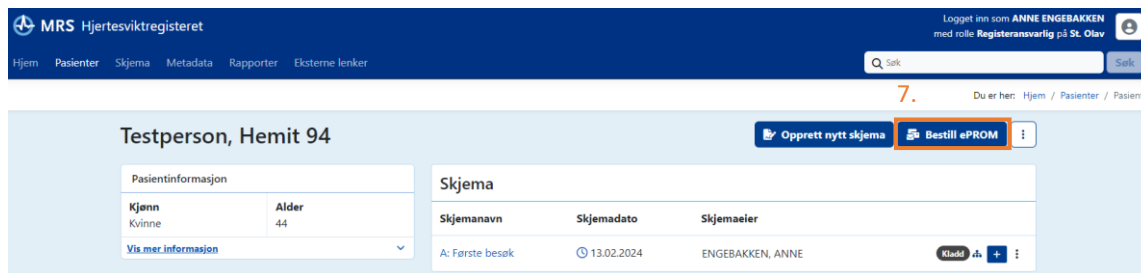 MRS Hjertesviktregisteret
Logget inn som ANNE ENGEBAKKEN
med rolle Registeransvarlig på St. Olav
Hjem Pasienter Skjema Metadata Rapporter Eksterne lenker
Søk Søk
7.
Du er her: Hjem / Pasienter / Pasient
Testperson, Hemit 94
Opprett nytt skjema Bestill ePROM
Pasientinformasjon
Kjønn Alder
Kvinne 44
Vis mer informasjon
Skjema
Skjemanavn Skjemadato Skjemaeier
A: Første besøk 13.02.2024 ENGEBAKKEN, ANNE Kladd +